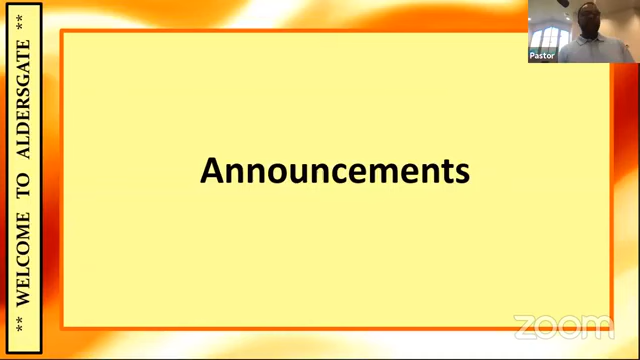 ** WELCOME TO ALDERSGATE **
Announcements
Pastor
zoom